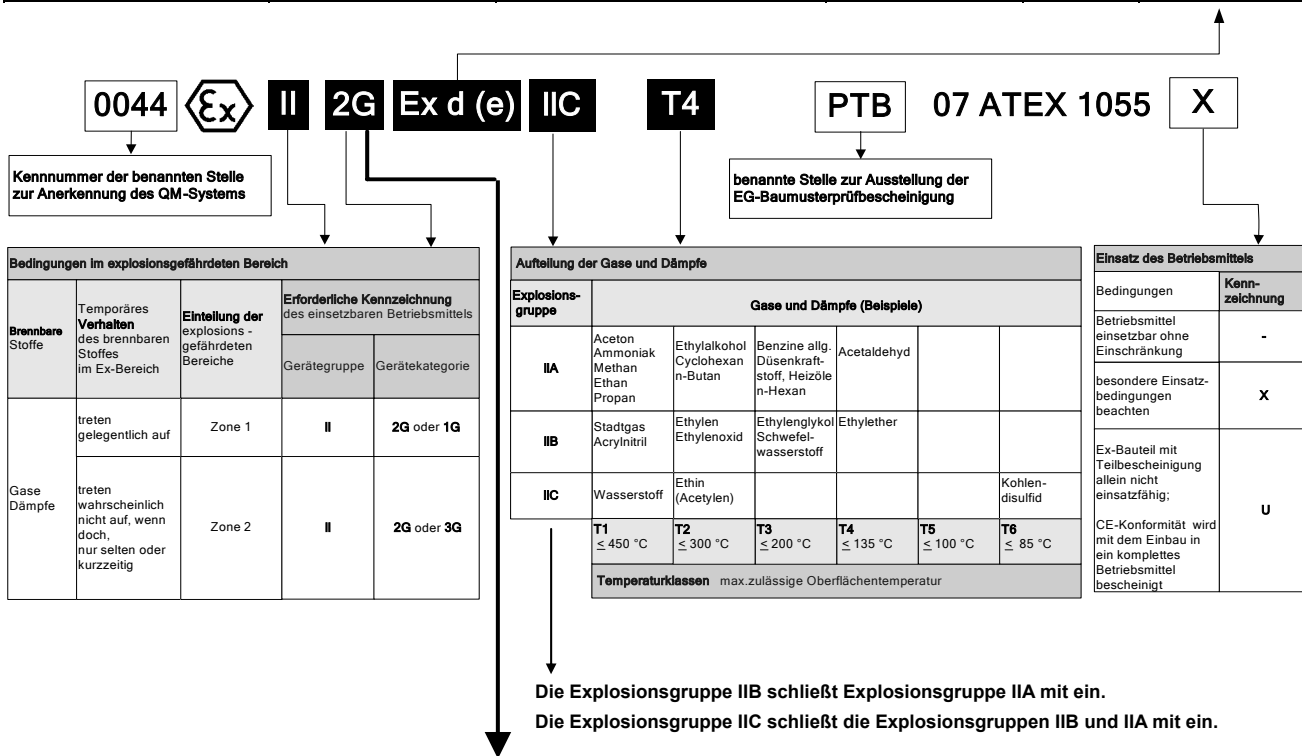 0044 Ex II 2G Ex d (e) IIC T4 PTB 07 ATEX 1055 X
Kennnummer der benannten Stelle
zur Anerkennung des QM-Systems
benannte Stelle zur Ausstellung der
EG-Baumusterprüfbescheinigung
Bedingungen im explosionsgefährdeten Bereich
Brennbare
Stoffe
Temporäres
Verhalten
des brennbaren
Stoffes
im Ex-Bereich
Einteilung der
explosions -
gefährdeten
Bereiche
Erforderliche Kennzeichnung
des einsetzbaren Betriebsmittels
Gerätegruppe
Gerätekategorie
Gase
Dämpfe
treten
gelegentlich auf
Zone 1
II
2G oder 1G
treten
wahrscheinlich
nicht auf, wenn
doch,
nur selten oder
kurzzeitig
Zone 2
II
2G oder 3G
Aufteilung der Gase und Dämpfe
Explosions-
gruppe
Gase und Dämpfe (Beispiele)
IIA
Aceton
Ammoniak
Methan
Ethan
Propan
Ethylalkohol
Cyclohexan
n-Butan
Benzine allg.
Düsenkraft-
stoff, Heizöle
n-Hexan
Acetaldehyd
IIB
Stadtgas
Acrylnitril
Ethylen
Ethylenoxid
Ethylenglykol
Schwefel-
wasserstoff
Ethylether
IIC
Wasserstoff
Ethin
(Acetylen)
Kohlen-
disulfid
T1
≤ 450 °C
T2
≤ 300 °C
T3
≤ 200 °C
T4
≤ 135 °C
T5
≤ 100 °C
T6
≤ 85 °C
Temperaturklassen max.zulässige Oberflächentemperatur
Einsatz des Betriebsmittels
Bedingungen
Kenn-
zeichnung
Betriebsmittel
einsetzbar ohne
Einschränkung
-
besondere Einsatz-
bedingungen
beachten
X
Ex-Bauteil mit
Teilbescheinigung
allein nicht
einsatzfähig;
CE-Konformität wird
mit dem Einbau in
ein komplettes
Betriebsmittel
bescheinigt
U
Die Explosionsgruppe IIB schließt Explosionsgruppe IIA mit ein.
Die Explosionsgruppe IIC schließt die Explosionsgruppen IIB und IIA mit ein.